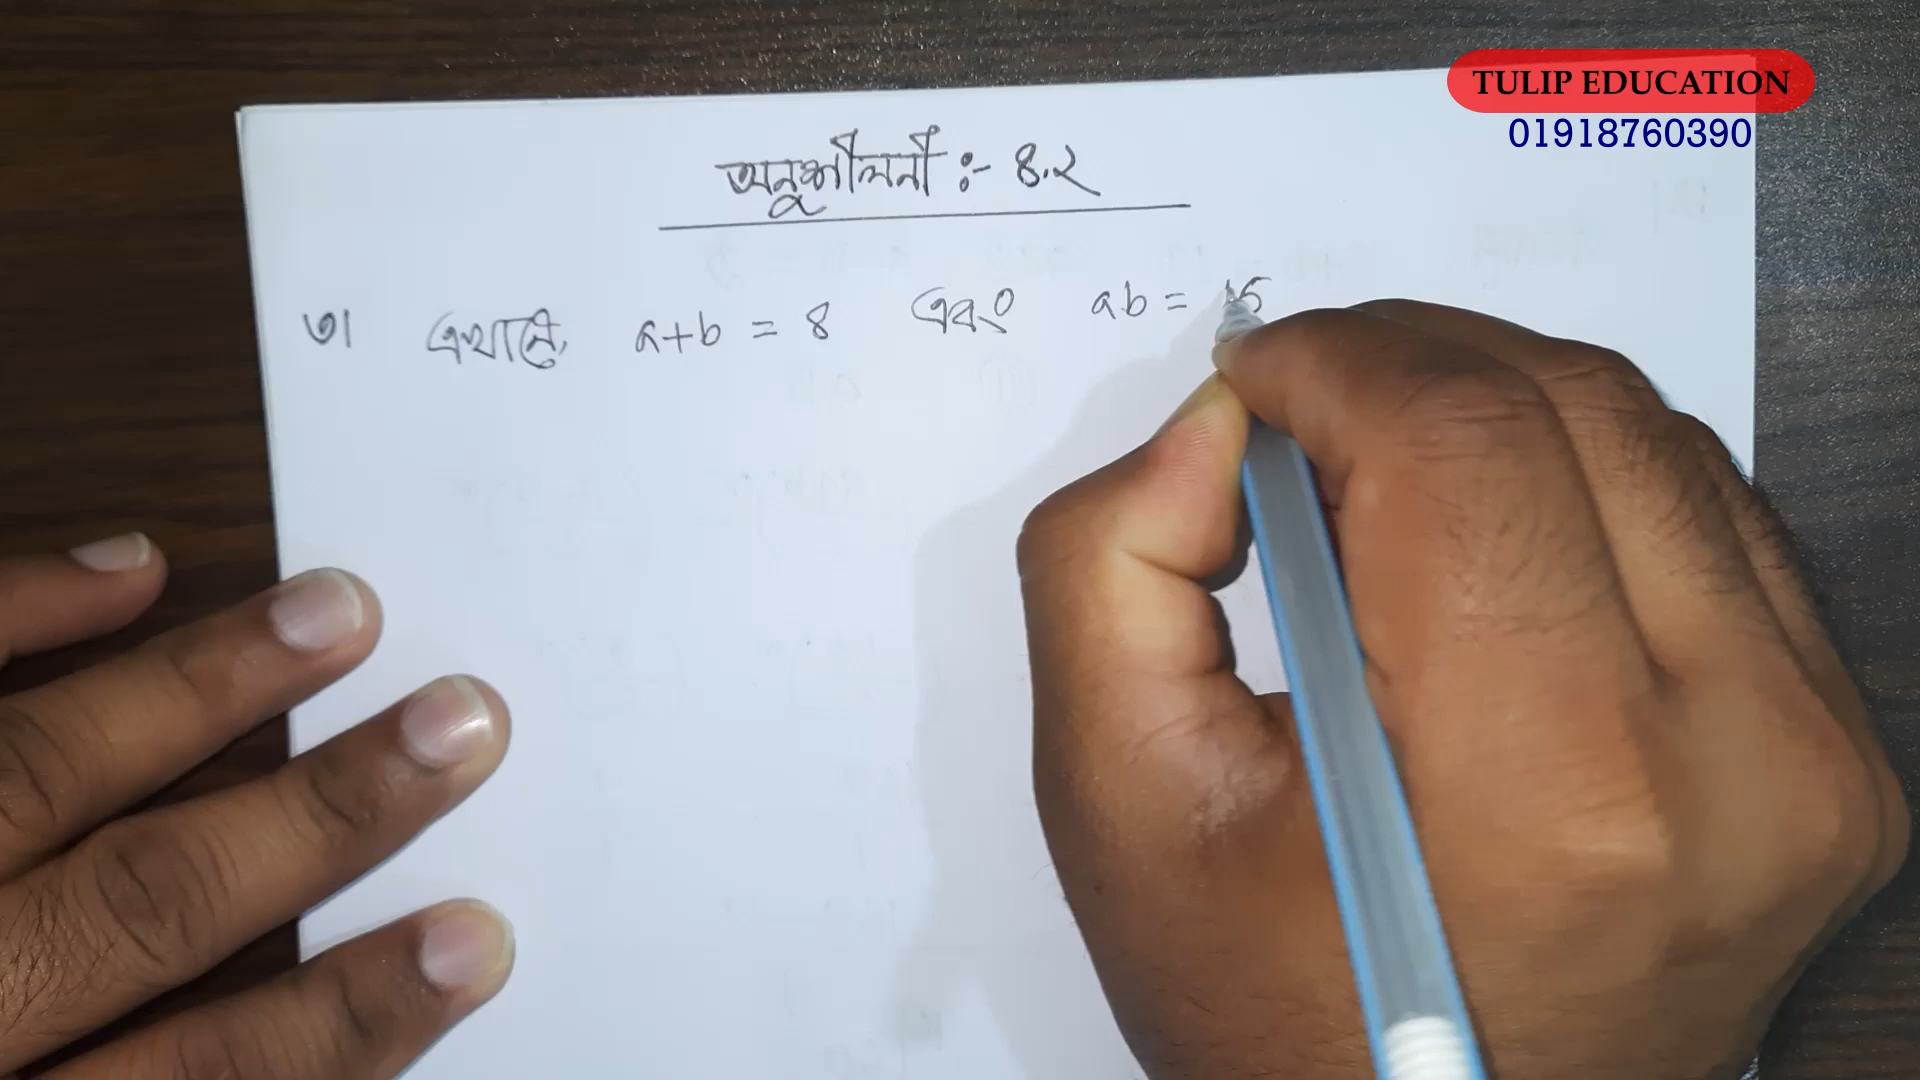 TULIP EDUCATION
01918760390
অনুশীলনী :- ৪.২
৩। এখানে, a+b = 8 এবং ab = 15